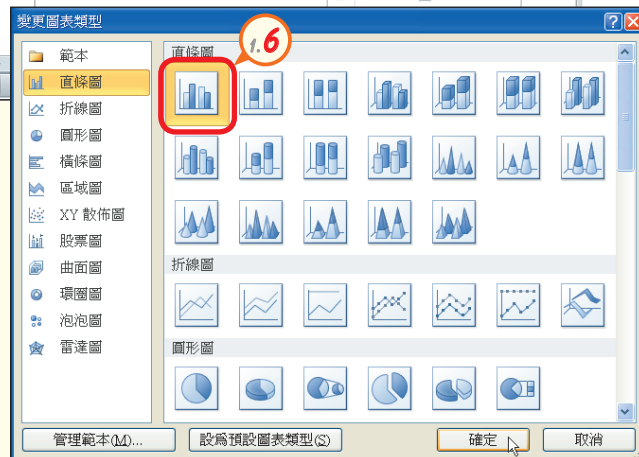 變更圖表類型
範本
直條圖
折線圖
圓形圖
橫條圖
區域圖
XY 散佈圖
股票圖
曲面圖
環圈圖
泡泡圖
雷達圖
直條圖
1.6
折線圖
圓形圖
管理範本(M)...
設為預設圖表類型(S)
確定
取消